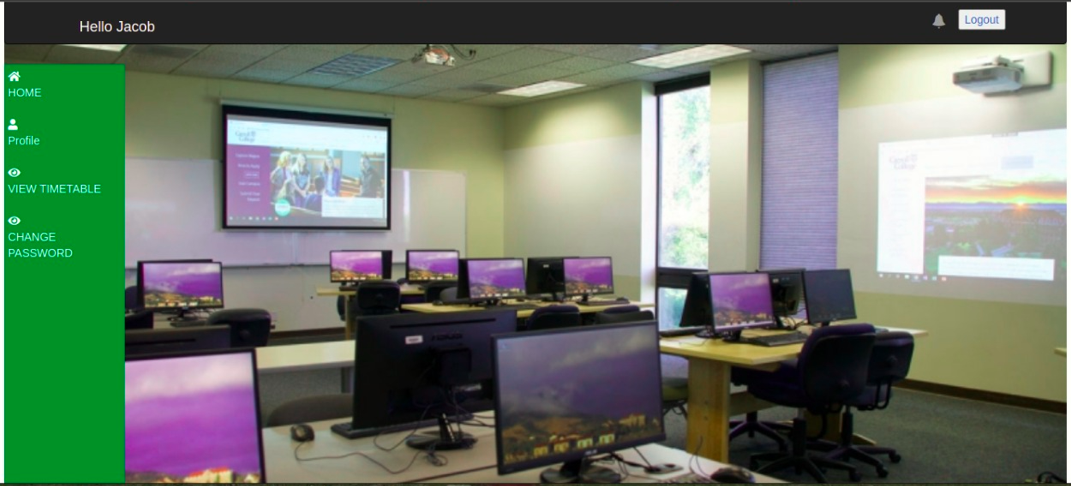 Hello Jacob
Logout
HOME
Profile
VIEW TIMETABLE
CHANGE
PASSWORD